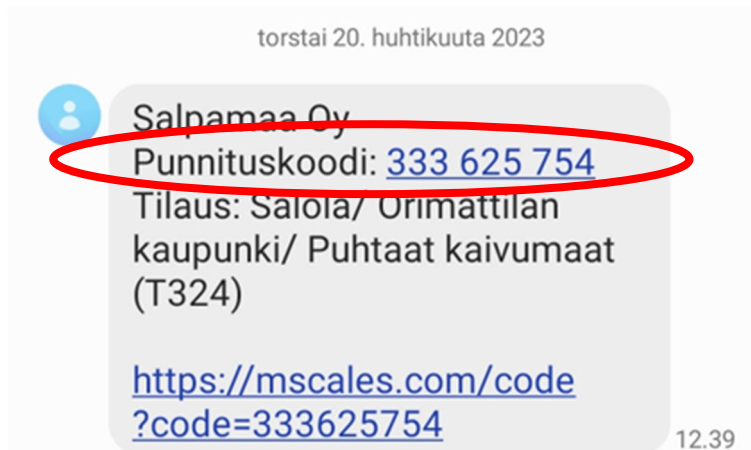 torstai 20. huhtikuuta 2023
Salpamaa Oy
Punnituskoodi: 333 625 754
Tilaus: Salola/ Orimattilan
kaupunki/ Puhtaat kaivumaat
(T324)
https://mscales.com/code
?code=333625754
12.39